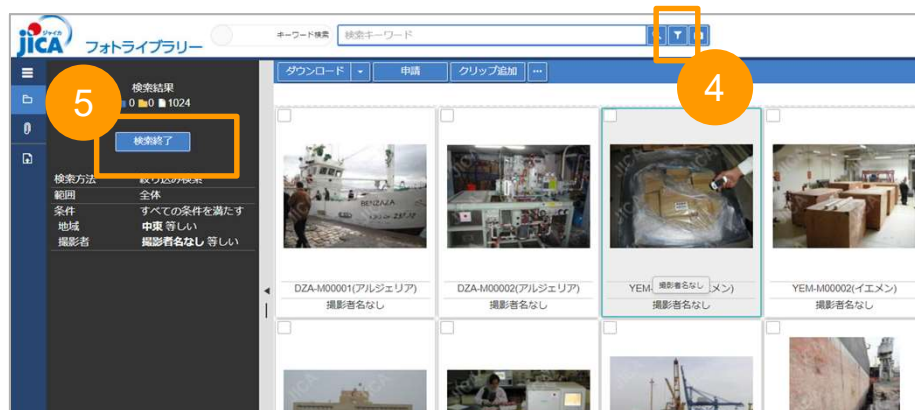 ジャイカ
JICA フォトライブラリー
キーワード検索 検索キーワード
4
ダウンロード 申請 クリップ追加 ...
5
検索結果
0 0 1024
検索終了
検索方法 絞り込み検索
範囲 全体
条件 すべての条件を満たす
地域 中東 等しい
撮影者 撮影者名なし 等しい
BENZAZA
DZA-M00001(アルジェリア)
撮影者名なし
DZA-M00002(アルジェリア)
撮影者名なし
撮影者名なし
撮影者名なし
YEM-M00002(イエメン)
撮影者名なし